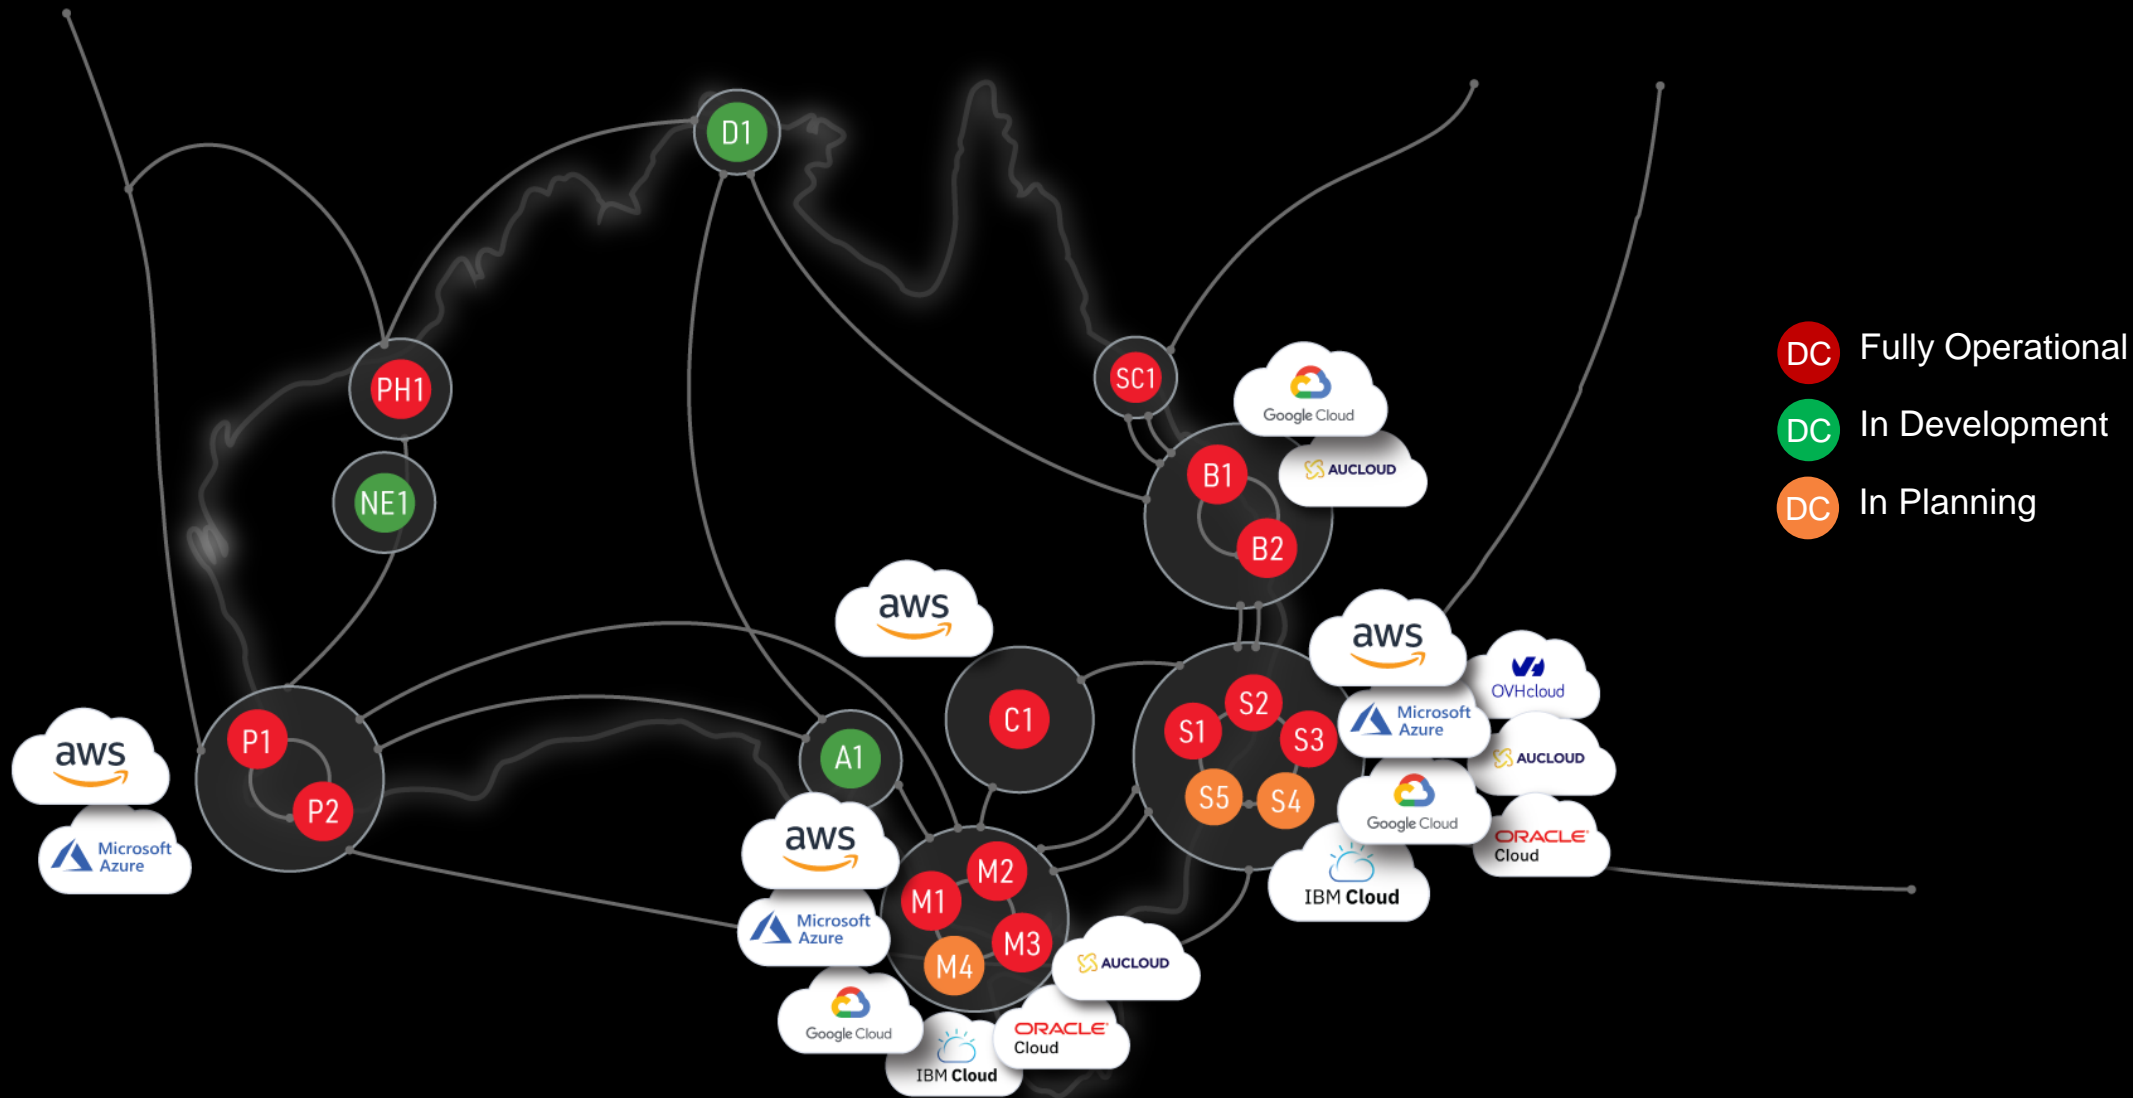 D1
PH1
NE1
SC1
Google Cloud
AUCLOUD
B1
B2
DC Fully Operational
DC In Development
DC In Planning
aws
C1
aws
OVHcloud
Microsoft
Azure
AUCLOUD
Google Cloud
ORACLE
Cloud
IBM Cloud
S1
S2
S3
S5
S4
aws
Microsoft
Azure
P1
P2
A1
aws
Microsoft
Azure
Google Cloud
IBM Cloud
ORACLE
Cloud
AUCLOUD
M2
M1
M3
M4